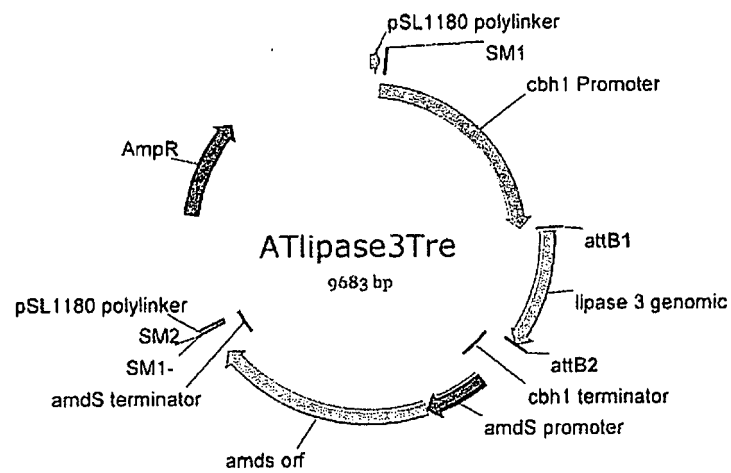 pSL1180 polylinker
SM1
cbh1 Promoter
AmpR
ATlipase3Tre
9683 bp
attB1
lipase 3 genomic
pSL1180 polylinker
SM2
SM1-
amdS terminator
attB2
cbh1 terminator
amdS promoter
amds orf